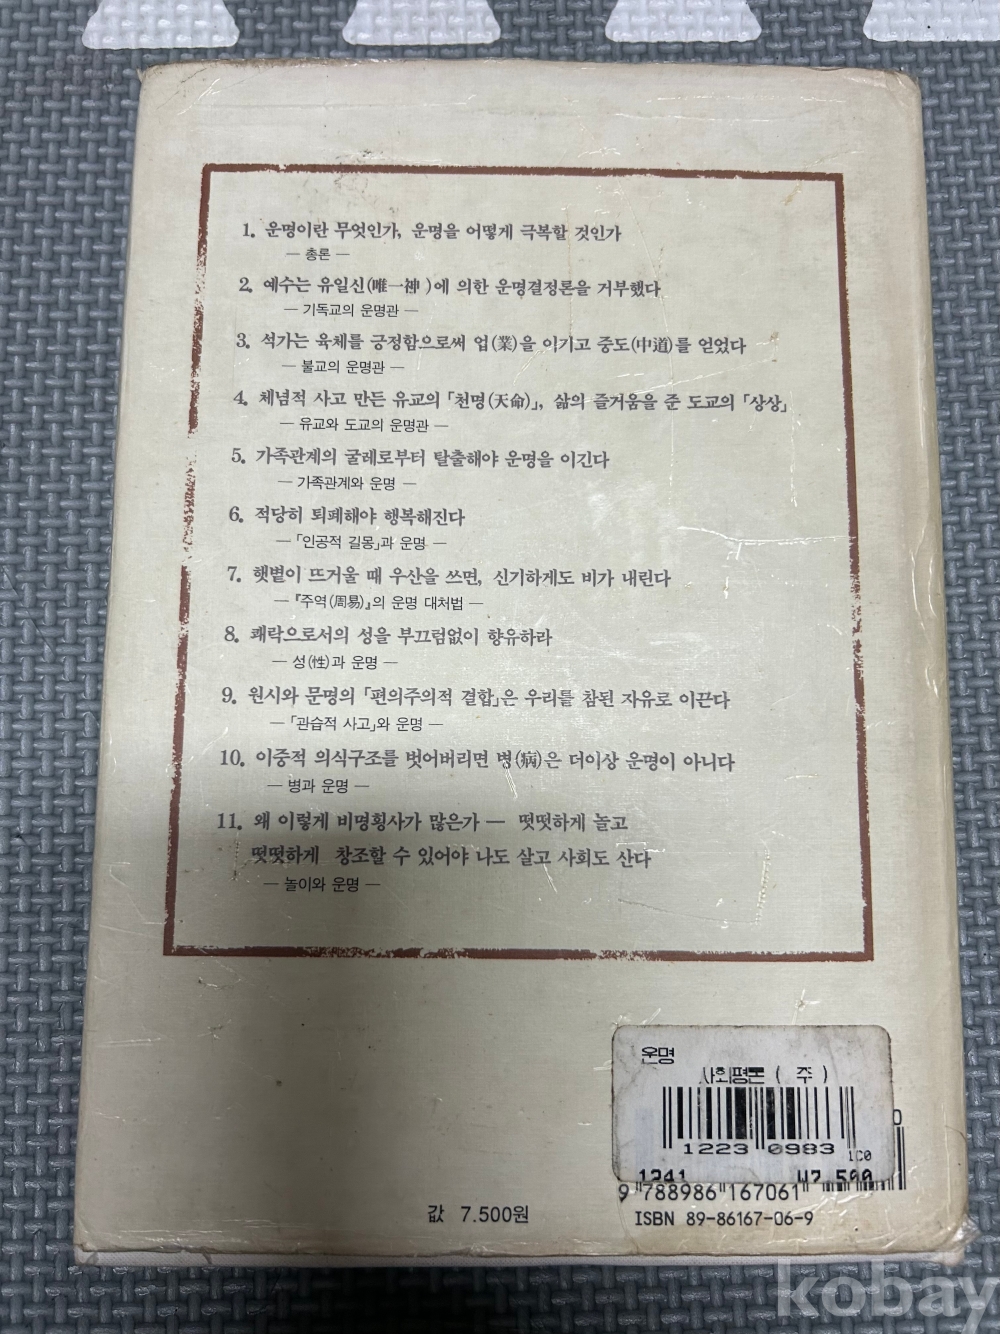 1. 운명이란 무엇인가, 운명을 어떻게 극복할 것인가
— 총론 —
2. 예수는 유일신(唯一神)에 의한 운명결정론을 거부했다
— 기독교의 운명관 —
3. 석가는 육체를 긍정함으로써 업(業)을 이기고 중도(中道)를 얻었다
— 불교의 운명관 —
4. 체념적 사고 만든 유교의 「천명(天命)」, 삶의 즐거움을 준 도교의 「상상」
— 유교와 도교의 운명관 —
5. 가족관계의 굴레로부터 탈출해야 운명을 이긴다
— 가족관계와 운명 —
6. 적당히 퇴폐해야 행복해진다
— 「인공적 길몽」과 운명 —
7. 햇볕이 뜨거울 때 우산을 쓰면, 신기하게도 비가 내린다
— 『주역(周易)』의 운명 대처법 —
8. 쾌락으로서의 성을 부끄럼없이 향유하라
— 성(性)과 운명 —
9. 원시와 문명의 「편의주의적 결합」은 우리를 참된 자유로 이끈다
— 「관습적 사고」와 운명 —
10. 이중적 의식구조를 벗어버리면 병(病)은 더이상 운명이 아니다
— 병과 운명 —
11. 왜 이렇게 비명횡사가 많은가 — 떳떳하게 놀고
떳떳하게 창조할 수 있어야 나도 살고 사회도 산다
— 놀이와 운명 —
운명
사회평론 ( 주 )
1223 0983
1C0
1241 W7,500
0
9 788986 167061
ISBN 89-86167-06-9
값 7.500원
kobay